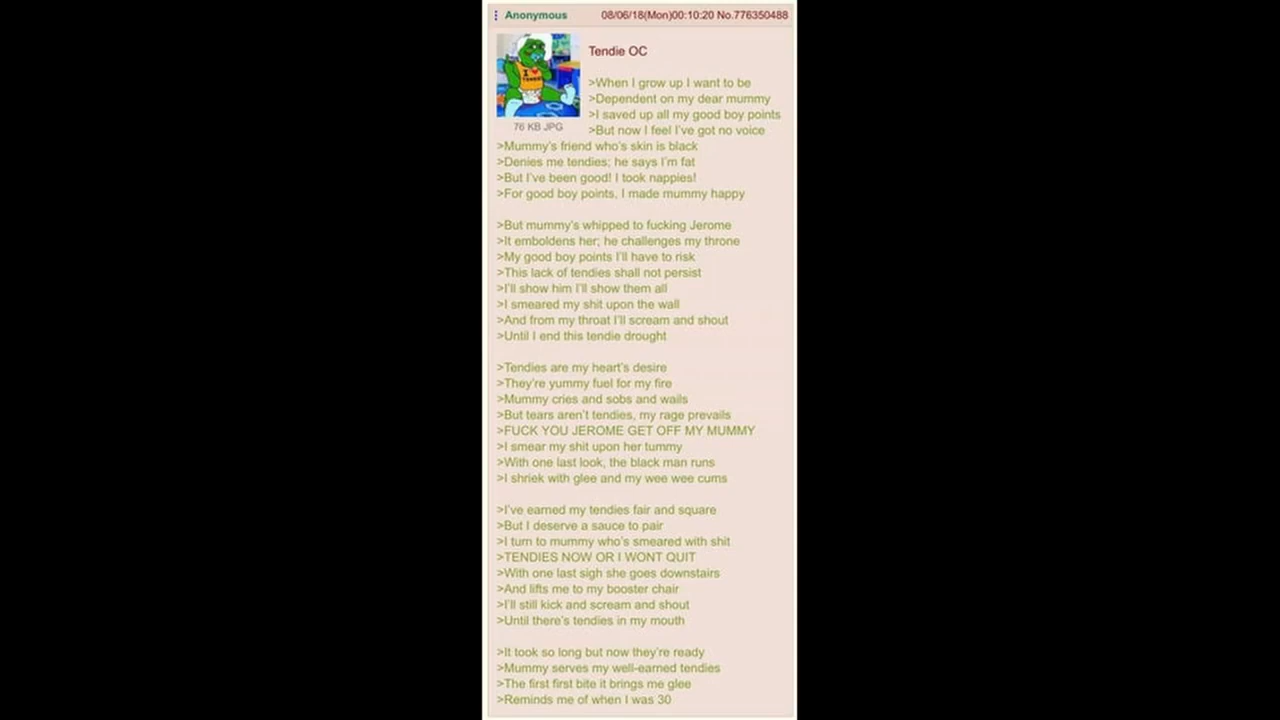 Anonymous 08/06/18(Mon)00:10:20 No.776350488
I ♥ TENDIES
76 KB JPG
Tendie OC
>When I grow up I want to be
>Dependent on my dear mummy
>I saved up all my good boy points
>But now I feel I've got no voice
>Mummy's friend who's skin is black
>Denies me tendies; he says I'm fat
>But I've been good! I took nappies!
>For good boy points, I made mummy happy
>But mummy's whipped to fucking Jerome
>It emboldens her; he challenges my throne
>My good boy points I'll have to risk
>This lack of tendies shall not persist
>I'll show him I'll show them all
>I smeared my shit upon the wall
>And from my throat I'll scream and shout
>Until I end this tendie drought
>Tendies are my heart's desire
>They're yummy fuel for my fire
>Mummy cries and sobs and wails
>But tears aren't tendies, my rage prevails
>FUCK YOU JEROME GET OFF MY MUMMY
>I smear my shit upon her tummy
>With one last look, the black man runs
>I shriek with glee and my wee wee cums
>I've earned my tendies fair and square
>But I deserve a sauce to pair
>I turn to mummy who's smeared with shit
>TENDIES NOW OR I WONT QUIT
>With one last sigh she goes downstairs
>And lifts me to my booster chair
>I'll still kick and scream and shout
>Until there's tendies in my mouth
>It took so long but now they're ready
>Mummy serves my well-earned tendies
>The first first bite it brings me glee
>Reminds me of when I was 30